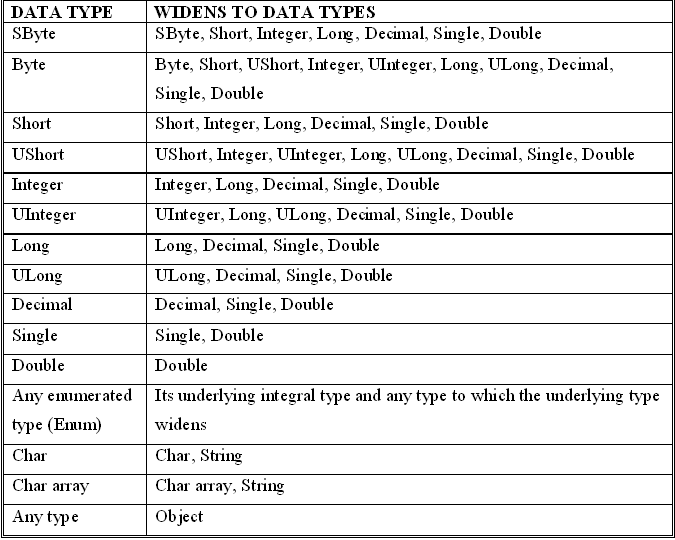 DATA TYPE WIDENS TO DATA TYPES
SByte SByte, Short, Integer, Long, Decimal, Single, Double
Byte Byte, Short, UShort, Integer, UInteger, Long, ULong, Decimal,
Single, Double
Short Short, Integer, Long, Decimal, Single, Double
UShort UShort, Integer, UInteger, Long, ULong, Decimal, Single, Double
Integer Integer, Long, Decimal, Single, Double
UInteger UInteger, Long, ULong, Decimal, Single, Double
Long Long, Decimal, Single, Double
ULong ULong, Decimal, Single, Double
Decimal Decimal, Single, Double
Single Single, Double
Double Double
Any enumerated Its underlying integral type and any type to which the underlying type
type (Enum) widens
Char Char, String
Char array Char array, String
Any type Object